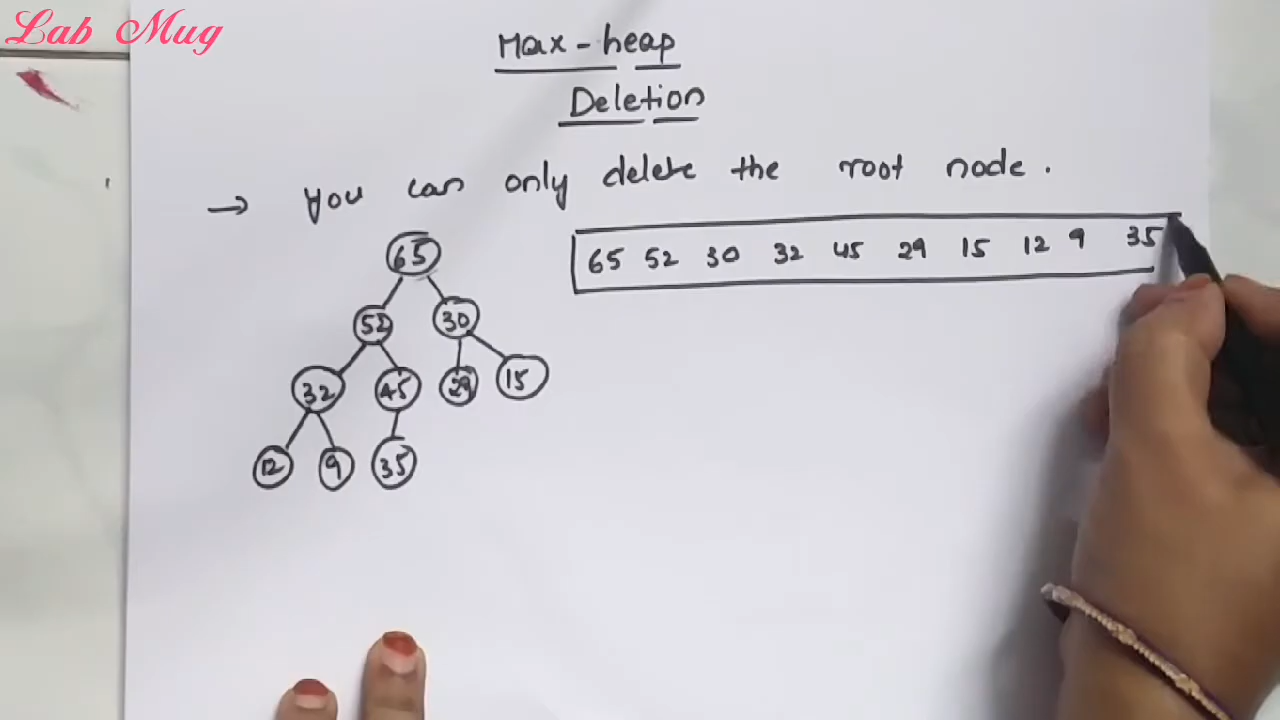 Lab Mug
Max-heap
Deletion
→ you can only delete the root node.
65 52 30 32 45 29 15 12 9 35
65
52 30
32 45 29 15
12 9 35